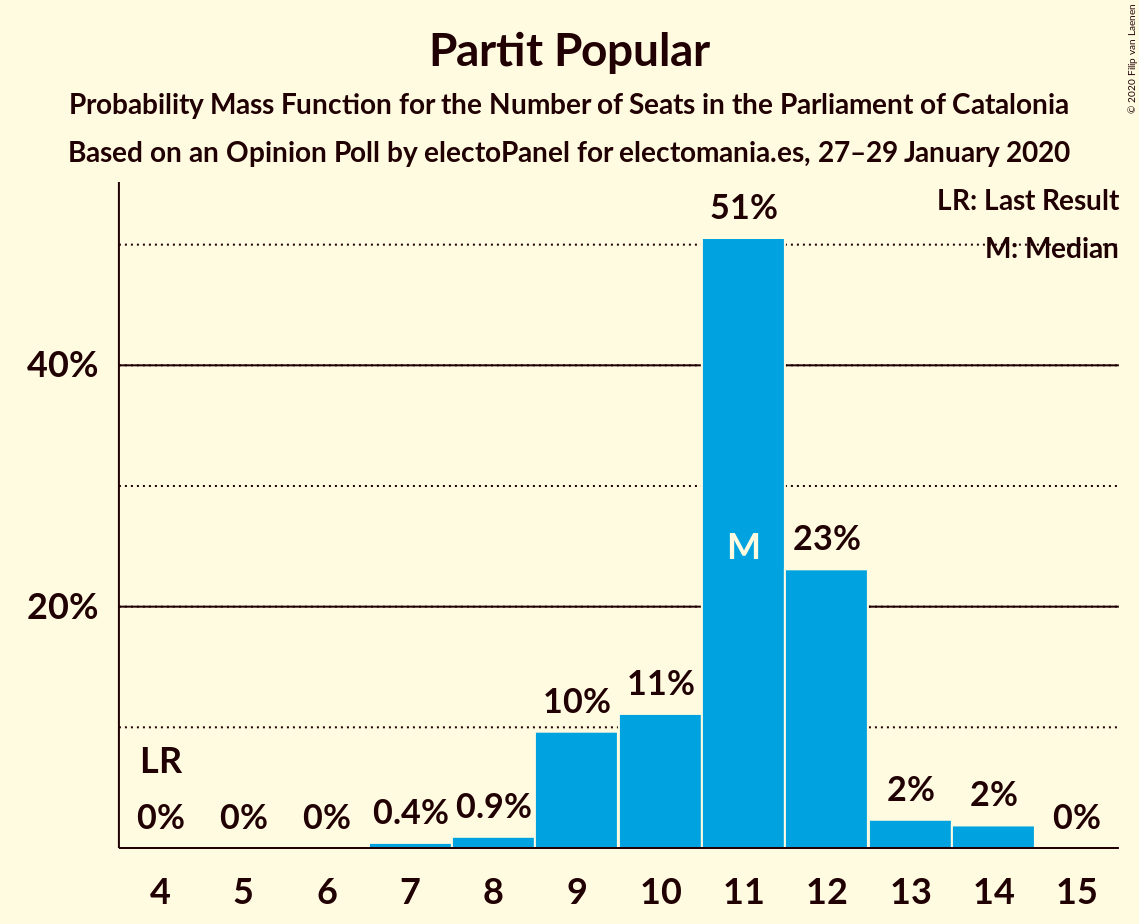 Partit Popular
Probability Mass Function for the Number of Seats in the Parliament of Catalonia
Based on an Opinion Poll by electoPanel for electomania.es, 27–29 January 2020
© 2020 Filip van Laenen
LR: Last Result
M: Median
51%
40%
M
23%
20%
11%
10%
LR
0% 0% 0% 0.4% 0.9% 2% 2% 0%
4 5 6 7 8 9 10 11 12 13 14 15